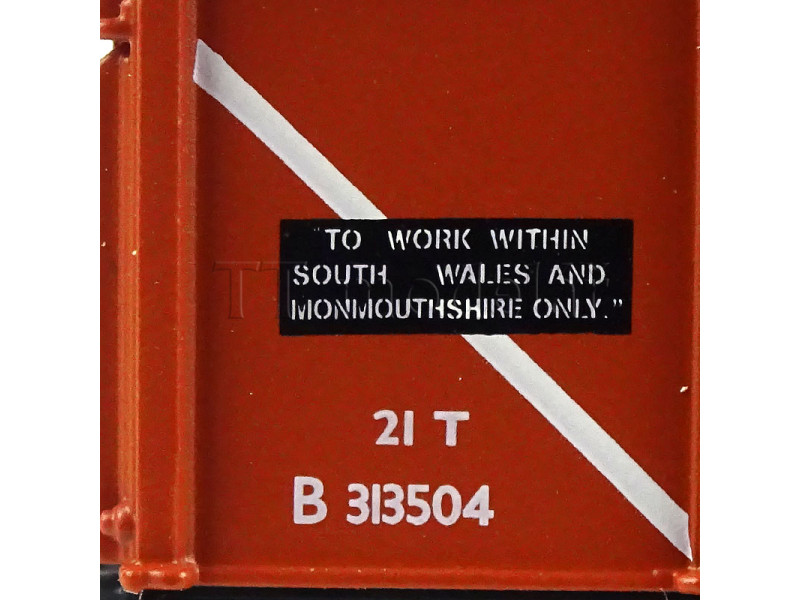 "TO WORK WITHIN
SOUTH WALES AND
MONMOUTHSHIRE ONLY."
21 T
B 313504